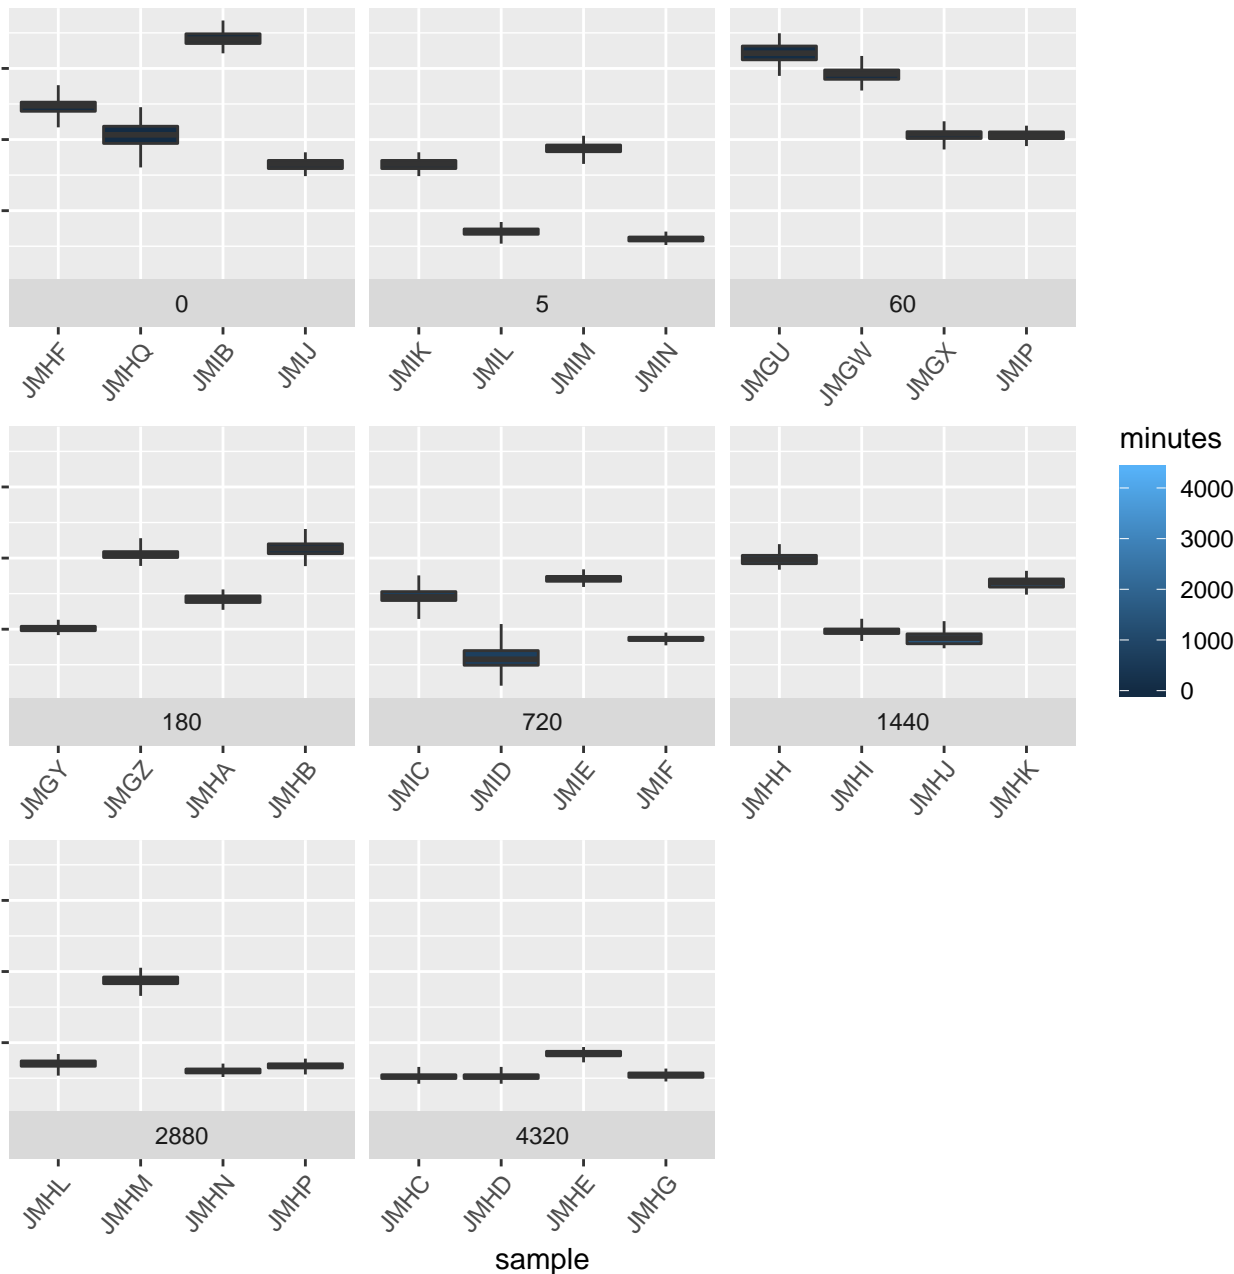 0 5 60
JMHF JMHQ JMIB JMIJ JMIK JMIL JMIM JMIN JMGU JMGW JMGX JMIP
minutes
4000
3000
2000
1000
0
180 720 1440
JMGY JMGZ JMHA JMHB JMIC JMID JMIE JMIF JMHH JMHI JMHJ JMHK
2880 4320
JMHL JMHM JMHN JMHP JMHC JMHD JMHE JMHG
sample